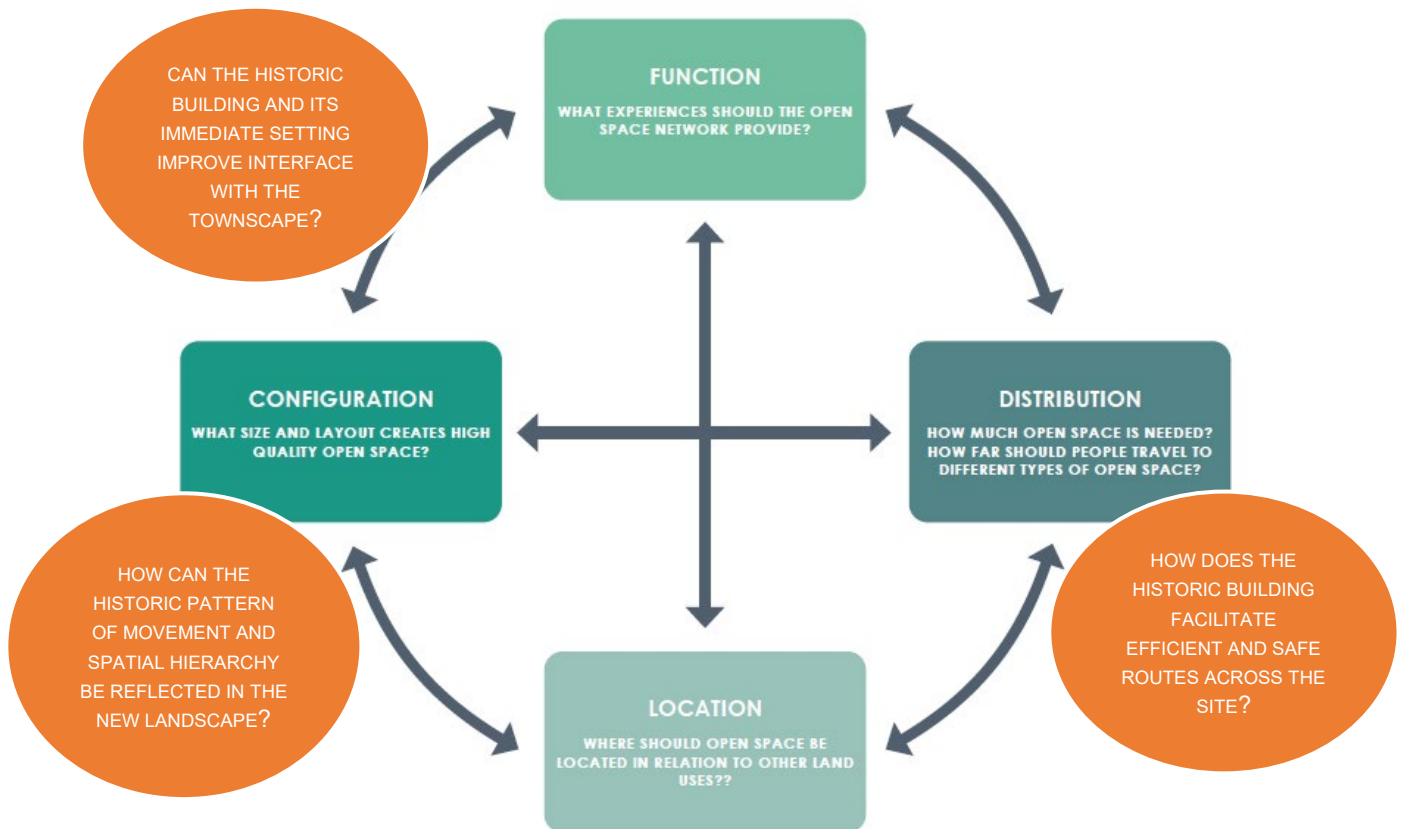 CAN THE HISTORIC
BUILDING AND ITS
IMMEDIATE SETTING
IMPROVE INTERFACE
WITH THE
TOWNSCAPE?
FUNCTION
WHAT EXPERIENCES SHOULD THE OPEN
SPACE NETWORK PROVIDE?
CONFIGURATION
WHAT SIZE AND LAYOUT CREATES HIGH
QUALITY OPEN SPACE?
DISTRIBUTION
HOW MUCH OPEN SPACE IS NEEDED?
HOW FAR SHOULD PEOPLE TRAVEL TO
DIFFERENT TYPES OF OPEN SPACE?
HOW CAN THE
HISTORIC PATTERN
OF MOVEMENT AND
SPATIAL HIERARCHY
BE REFLECTED IN THE
NEW LANDSCAPE?
LOCATION
WHERE SHOULD OPEN SPACE BE
LOCATED IN RELATION TO OTHER LAND
USES??
HOW DOES THE
HISTORIC BUILDING
FACILITATE
EFFICIENT AND SAFE
ROUTES ACROSS THE
SITE?